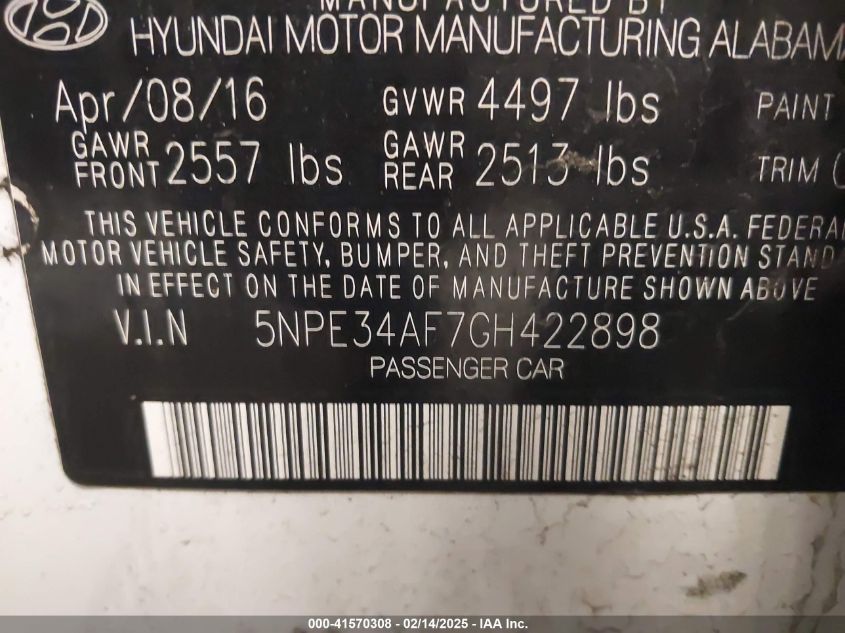 MANUFACTURED BY
HYUNDAI MOTOR MANUFACTURING ALABAMA
Apr/08/16 GVWR 4497 lbs PAINT
GAWR FRONT 2557 lbs GAWR REAR 2513 lbs TRIM
THIS VEHICLE CONFORMS TO ALL APPLICABLE U.S.A. FEDERAL
MOTOR VEHICLE SAFETY, BUMPER, AND THEFT PREVENTION STAND
IN EFFECT ON THE DATE OF MANUFACTURE SHOWN ABOVE
V.I.N 5NPE34AF7GH422898
PASSENGER CAR
000-41570308 - 02/14/2025 - IAA Inc.